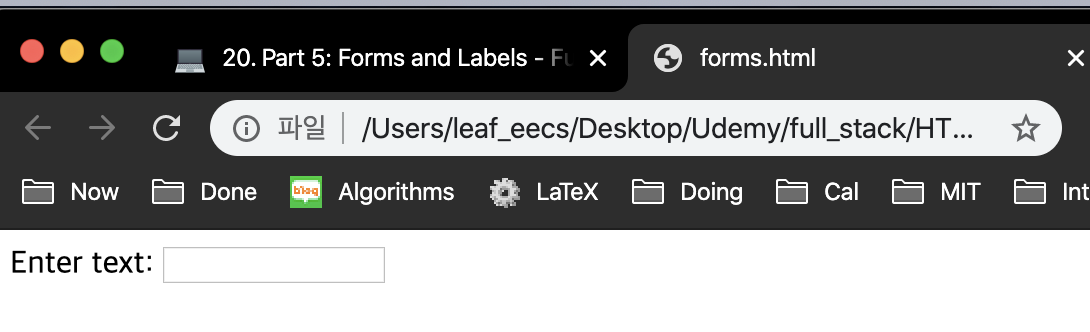 20. Part 5: Forms and Labels - Fu
forms.html
파일 /Users/leaf_eecs/Desktop/Udemy/full_stack/HT...
Now Done blog Algorithms LaTeX Doing Cal MIT Int
Enter text: